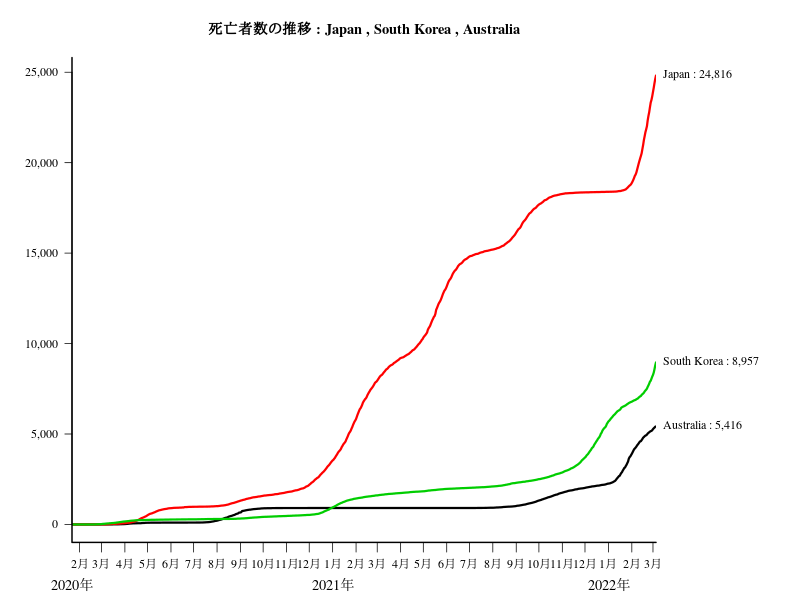 死亡者数の推移 : Japan , South Korea , Australia
25,000
20,000
15,000
10,000
5,000
0
Japan : 24,816
South Korea : 8,957
Australia : 5,416
2月 3月 4月 5月 6月 7月 8月 9月 10月 11月 12月 1月 2月 3月 4月 5月 6月 7月 8月 9月 10月 11月 12月 1月 2月 3月
2020年 2021年 2022年